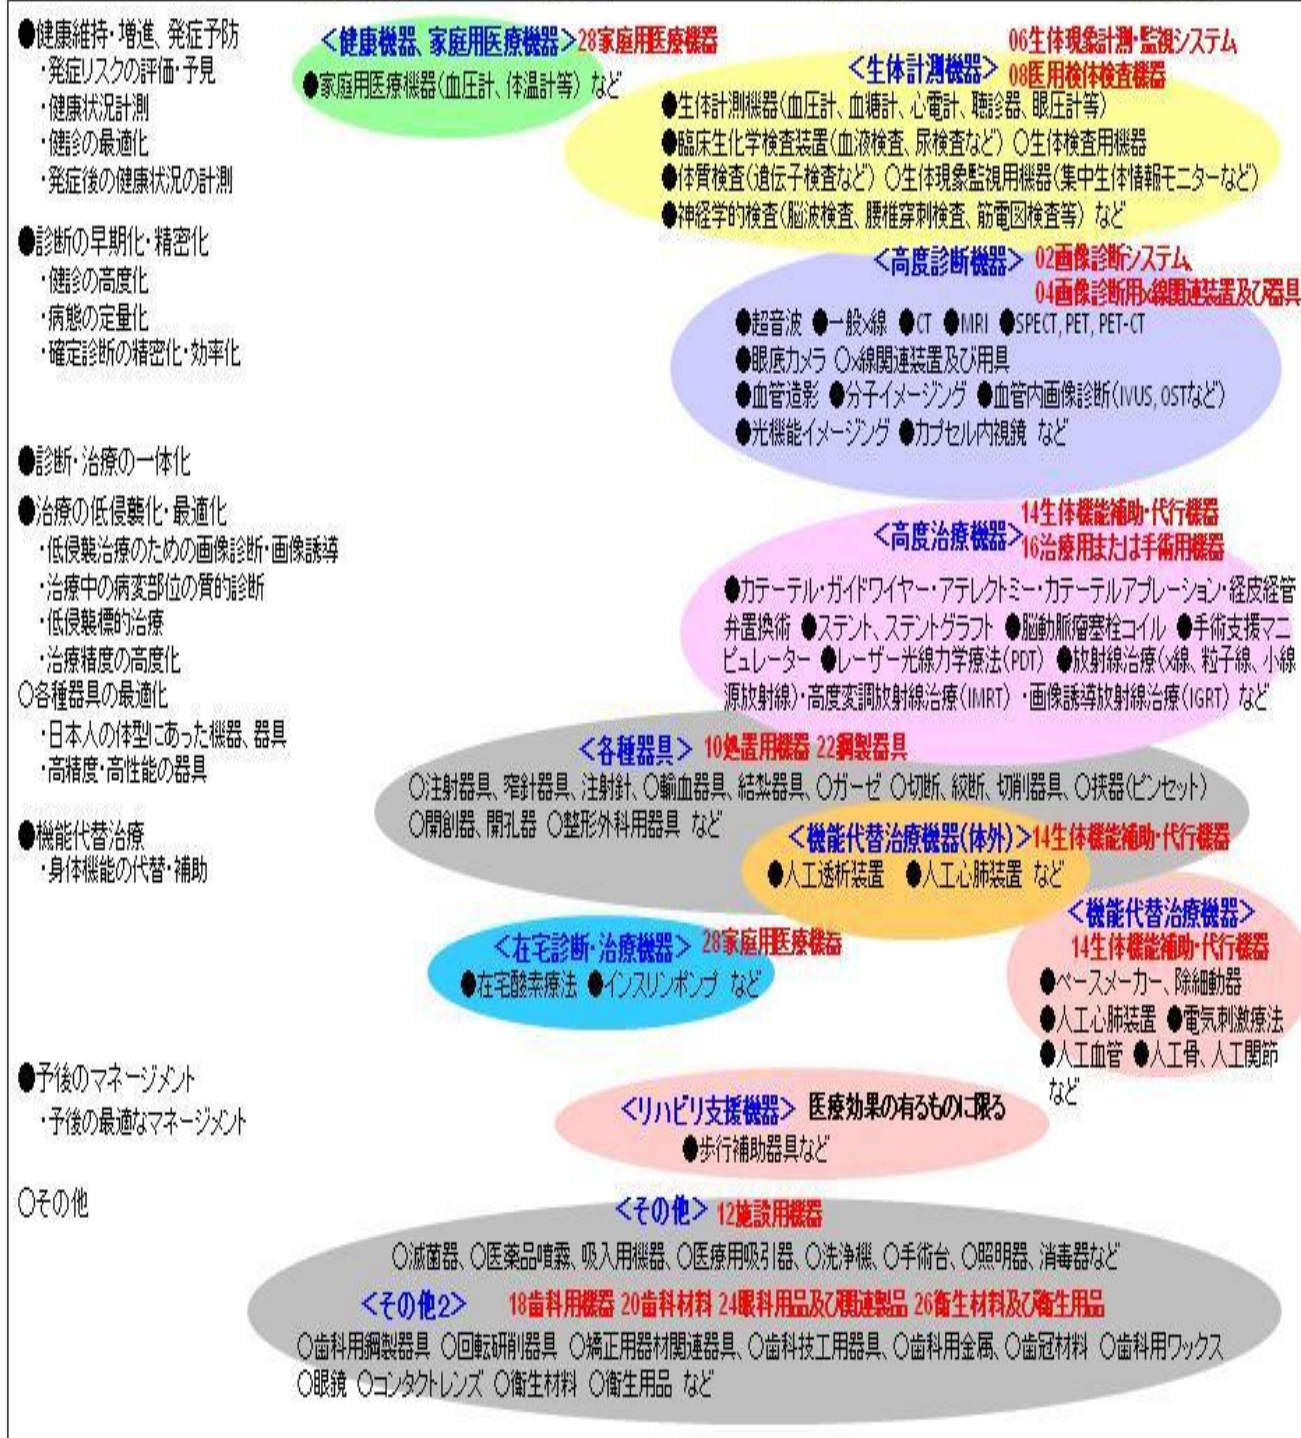 ●健康維持・増進、発症予防
・発症リスクの評価・予見
・健康状況計測
・健診の最適化
・発症後の健康状況の計測
●診断の早期化・精密化
・健診の高度化
・病態の定量化
・確定診断の精密化・効率化
●診断・治療の一体化
●治療の低侵襲化・最適化
・低侵襲治療のための画像診断・画像誘導
・治療中の病変部位の質的診断
・低侵襲標的治療
・治療精度の高度化
○各種器具の最適化
・日本人の体型にあった機器、器具
・高精度・高性能の器具
●機能代替治療
・身体機能の代替・補助
●予後のマネージメント
・予後の最適なマネージメント
○その他
<健康機器、家庭用医療機器>28家庭用医療機器
●家庭用医療機器(血圧計、体温計等) など
06生体現象計測・監視システム
<生体計測機器>08医用検体検査機器
●生体計測機器(血圧計、血糖計、心電計、聴診器、眼圧計等)
●臨床生化学検査装置(血液検査、尿検査など) ○生体検査用機器
●体質検査(遺伝子検査など) ○生体現象監視用機器(集中生体情報モニターなど)
●神経学的検査(脳波検査、腰椎穿刺検査、筋電図検査等) など
<高度診断機器> 02画像診断システム、
04画像診断用x線関連装置及び器具
●超音波 ●一般x線 ●CT ●MRI ●SPECT, PET, PET-CT
●眼底カメラ ○x線関連装置及び用具
●血管造影 ●分子イメージング ●血管内画像診断(IVUS, OSTなど)
●光機能イメージング ●カプセル内視鏡 など
14生体機能補助・代行機器
<高度治療機器>16治療用または手術用機器
●カテーテル・ガイドワイヤー・アテレクトミー・カテーテルアブレーション・経皮経管
弁置換術 ●ステント、ステントグラフト ●脳動脈瘤塞栓コイル ●手術支援マニ
ピュレーター ●レーザー光線力学療法(PDT) ●放射線治療(x線、粒子線、小線
源放射線)・高度変調放射線治療(IMRT) ・画像誘導放射線治療(IGRT) など
<各種器具> 10処置用機器 22鋼製器具
○注射器具、穿針器具、注射針、○輸血器具、結紮器具、○ガーゼ ○切断、絞断、切削器具、○挟器(ピンセット)
○開創器、開孔器 ○整形外科用器具 など
<機能代替治療機器(体外)>14生体機能補助・代行機器
●人工透析装置 ●人工心肺装置 など
<機能代替治療機器>
14生体機能補助・代行機器
●ペースメーカー、除細動器
●人工心肺装置 ●電気刺激療法
●人工血管 ●人工骨、人工関節
など
<在宅診断・治療機器> 28家庭用医療機器
●在宅酸素療法 ●インスリンポンプ など
<リハビリ支援機器> 医療効果の有るものに限る
●歩行補助器具など
<その他> 12施設用機器
○滅菌器、○医薬品噴霧、吸入用機器、○医療用吸引器、○洗浄機、○手術台、○照明器、消毒器など
<その他2> 18歯科用機器 20歯科材料 24眼科用品及び関連製品 26衛生材料及び衛生用品
○歯科用鋼製器具 ○回転研削器具 ○矯正用器材関連器具、○歯科技工用器具、○歯科用金属、○歯冠材料 ○歯科用ワックス
○眼鏡 ○コンタクトレンズ ○衛生材料 ○衛生用品 など